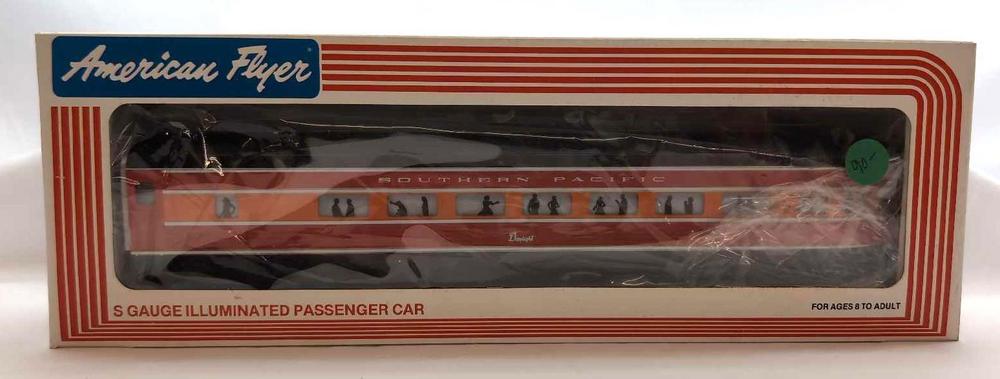 American Flyer
SOUTHERN PACIFIC
Daylight
S GAUGE ILLUMINATED PASSENGER CAR
FOR AGES 8 TO ADULT